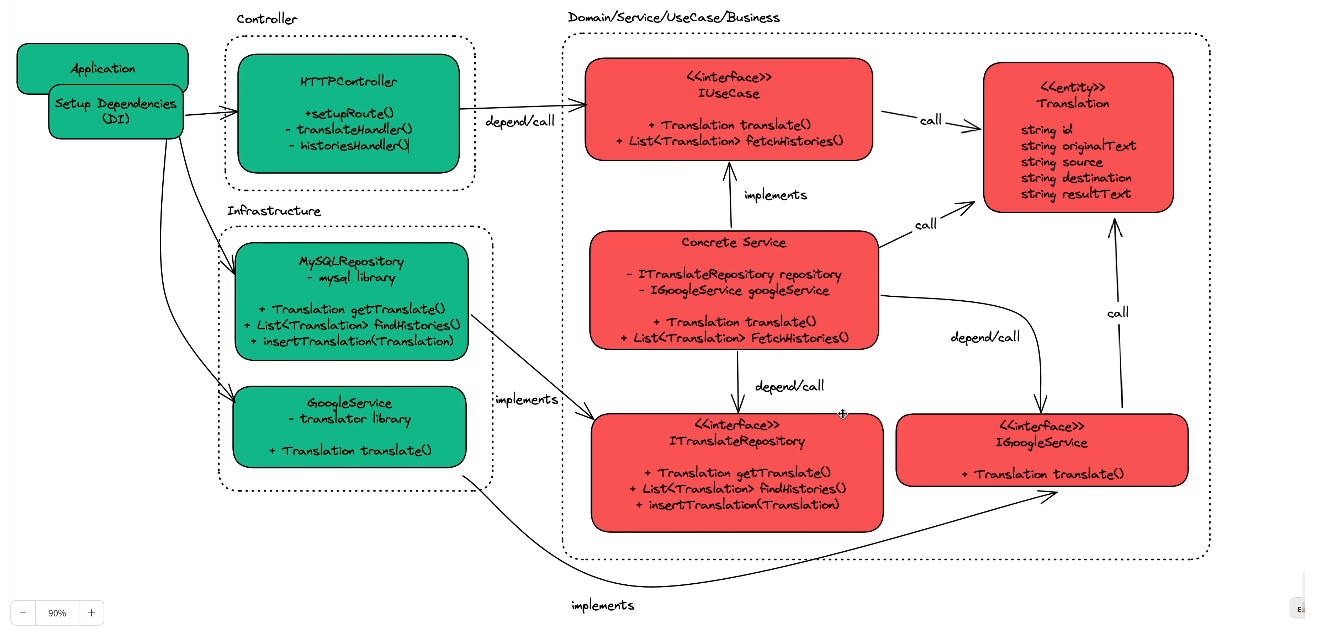 Controller
Domain/Service/UseCase/Business
Application
Setup Dependencies
(DI)
HTTPController
+setupRoute()
- translateHandler()
- historiesHandler()
depend/call
<<interface>>
IUseCase
+ Translation translate()
+ List<Translation> fetchHistories()
call
<<entity>>
Translation
string id
string originalText
string source
string destination
string resultText
implements
Infrastructure
MySQLRepository
- mysql library
+ Translation getTranslate()
+ List<Translation> findHistories()
+ insertTranslation(Translation)
Concrete Service
- ITranslateRepository repository
- IGoogleService googleService
+ Translation translate()
+ List<Translation> FetchHistories()
call
call
depend/call
depend/call
implements
GoogleService
- translator library
+ Translation translate()
<<interface>>
ITranslateRepository
+ Translation getTranslate()
+ List<Translation> findHistories()
+ insertTranslation(Translation)
<<interface>>
IGoogleService
+ Translation translate()
implements
90%